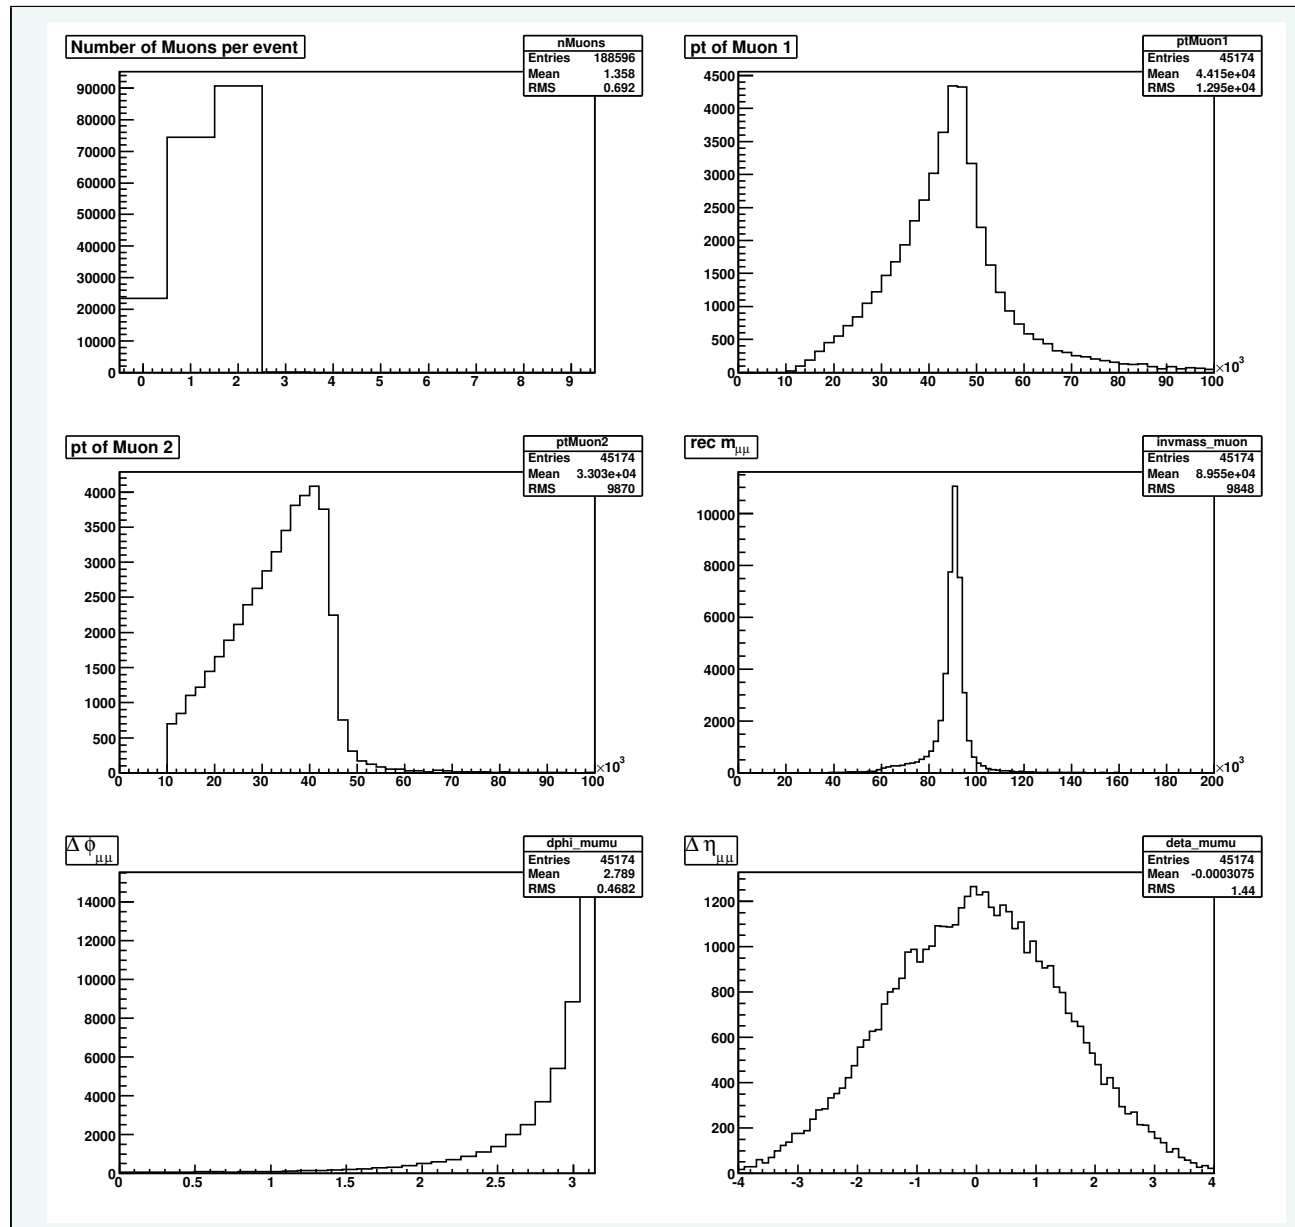 Number of Muons per event
nMuons
Entries 188596
Mean 1.358
RMS 0.692
90000
80000
70000
60000
50000
40000
30000
20000
10000
0
0 1 2 3 4 5 6 7 8 9
pt of Muon 1
ptMuon1
Entries 45174
Mean 4.415e+04
RMS 1.295e+04
4500
4000
3500
3000
2500
2000
1500
1000
500
0
0 10 20 30 40 50 60 70 80 90 100
×10³
pt of Muon 2
ptMuon2
Entries 45174
Mean 3.303e+04
RMS 9870
4000
3500
3000
2500
2000
1500
1000
500
0
0 10 20 30 40 50 60 70 80 90 100
×10³
rec m_μμ
invmass_muon
Entries 45174
Mean 8.955e+04
RMS 9848
10000
8000
6000
4000
2000
0
0 20 40 60 80 100 120 140 160 180 200
×10³
Δ ϕ_μμ
dphi_mumu
Entries 45174
Mean 2.789
RMS 0.4682
14000
12000
10000
8000
6000
4000
2000
0
0 0.5 1 1.5 2 2.5 3
Δ η_μμ
deta_mumu
Entries 45174
Mean -0.0003075
RMS 1.44
1200
1000
800
600
400
200
0
-4 -3 -2 -1 0 1 2 3 4